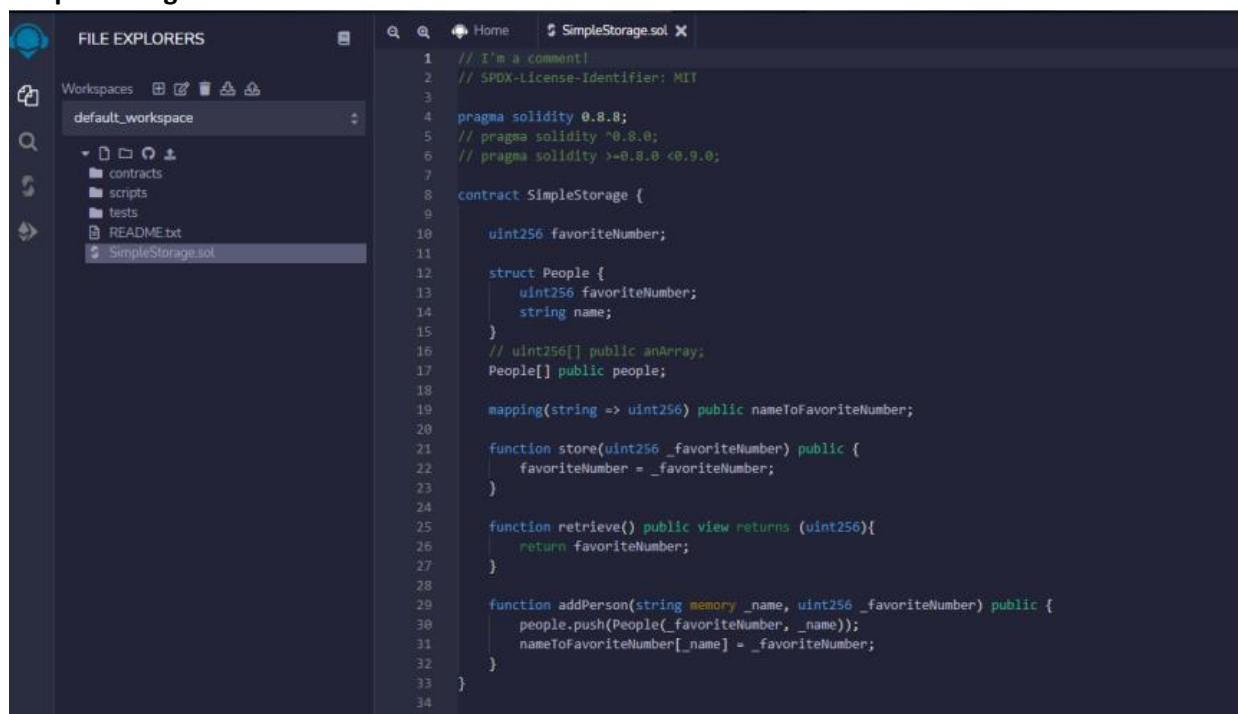 FILE EXPLORERS
Workspaces
default_workspace
contracts
scripts
tests
README.txt
SimpleStorage.sol
Home
SimpleStorage.sol
1 // I'm a comment!
2 // SPDX-License-Identifier: MIT
3
4 pragma solidity 0.8.8;
5 // pragma solidity ^0.8.0;
6 // pragma solidity >=0.8.0 <0.9.0;
7
8 contract SimpleStorage {
9
10 uint256 favoriteNumber;
11
12 struct People {
13 uint256 favoriteNumber;
14 string name;
15 }
16 // uint256[] public anArray;
17 People[] public people;
18
19 mapping(string => uint256) public nameToFavoriteNumber;
20
21 function store(uint256 _favoriteNumber) public {
22 favoriteNumber = _favoriteNumber;
23 }
24
25 function retrieve() public view returns (uint256){
26 return favoriteNumber;
27 }
28
29 function addPerson(string memory _name, uint256 _favoriteNumber) public {
30 people.push(People(_favoriteNumber, _name));
31 nameToFavoriteNumber[_name] = _favoriteNumber;
32 }
33 }
34